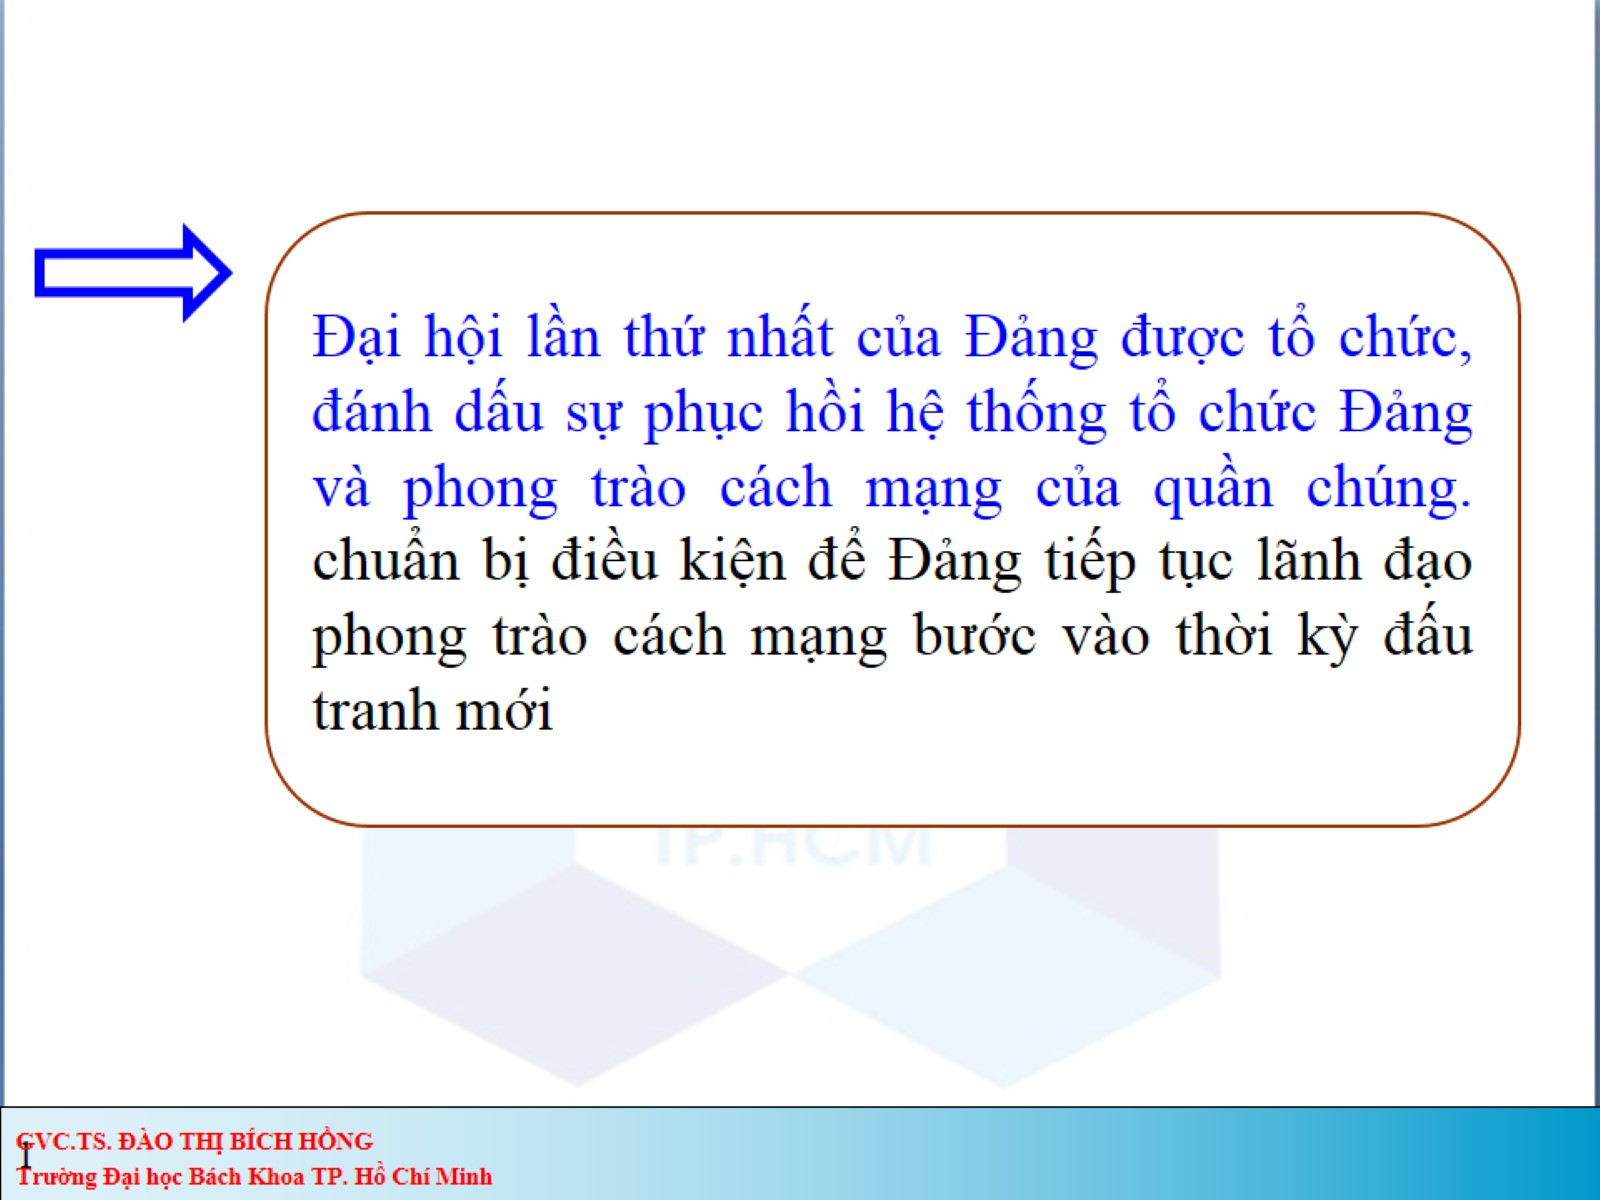 Đại hội lần thứ nhất của Đảng được tổ chức,
đánh dấu sự phục hồi hệ thống tổ chức Đảng
và phong trào cách mạng của quần chúng.
chuẩn bị điều kiện để Đảng tiếp tục lãnh đạo
phong trào cách mạng bước vào thời kỳ đấu
tranh mới
TP.HCM
GVC.TS. ĐÀO THỊ BÍCH HỒNG
1
Trường Đại học Bách Khoa TP. Hồ Chí Minh